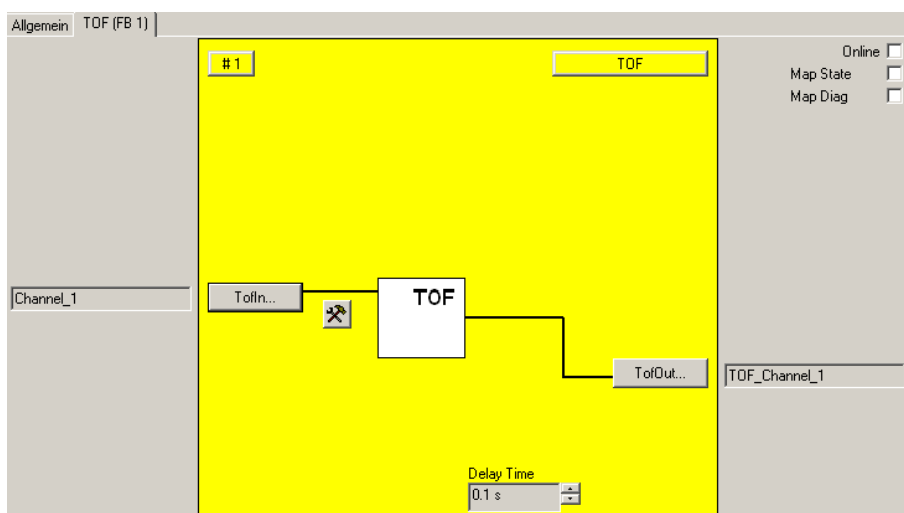 Allgemein TOF (FB 1)
# 1 TOF Online
Map State
Map Diag
Channel_1 TofIn... TOF
TofOut... TOF_Channel_1
Delay Time
0.1 s